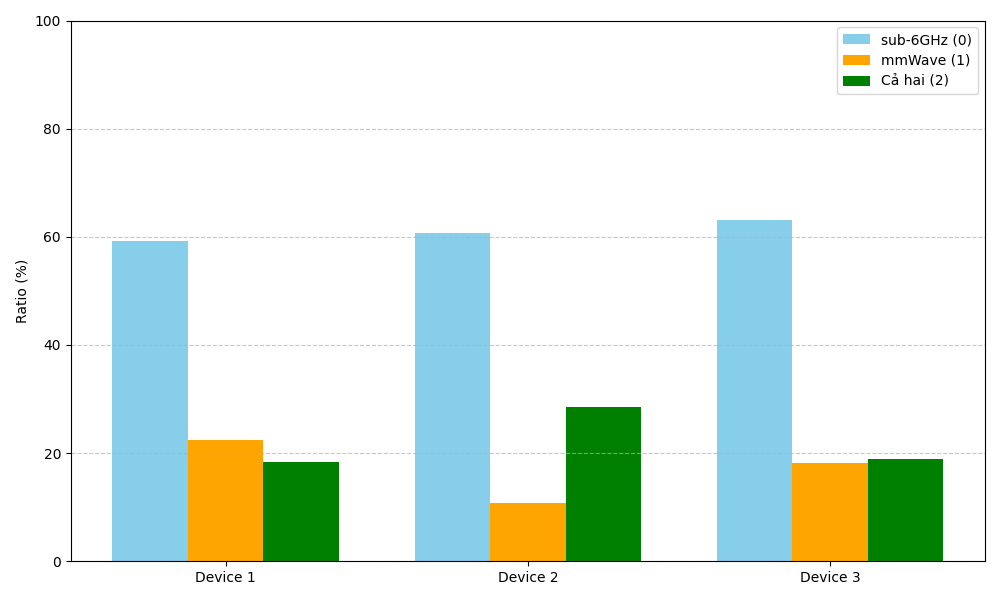 100
80
60
40
20
0
Ratio (%)
sub-6GHz (0)
mmWave (1)
Cả hai (2)
Device 1
Device 2
Device 3